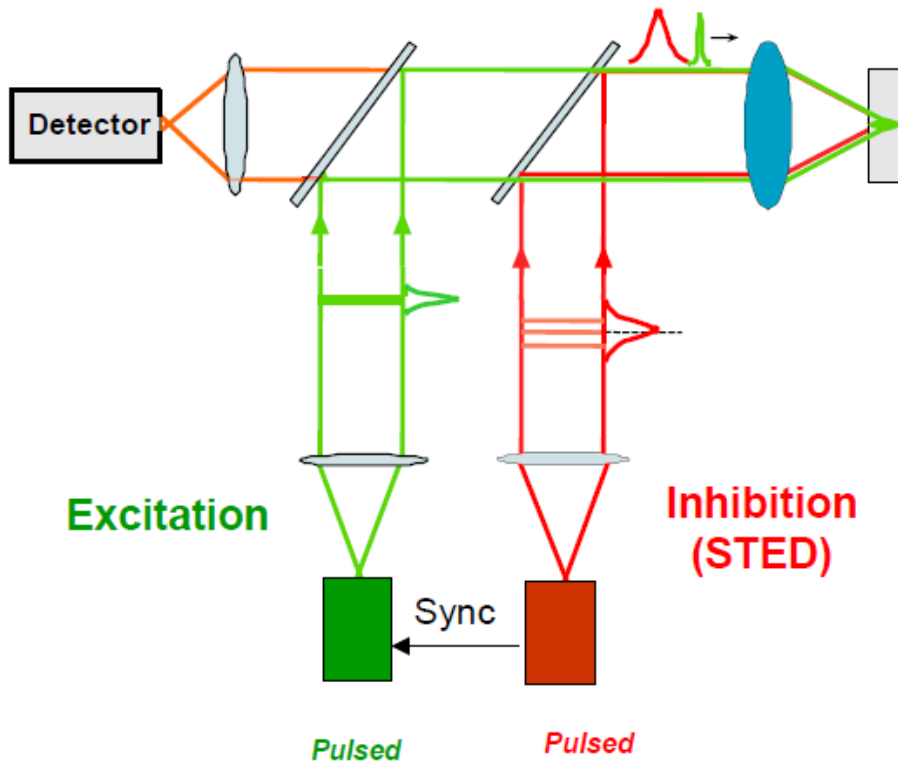 Detector
Excitation
Inhibition
(STED)
Sync
Pulsed
Pulsed